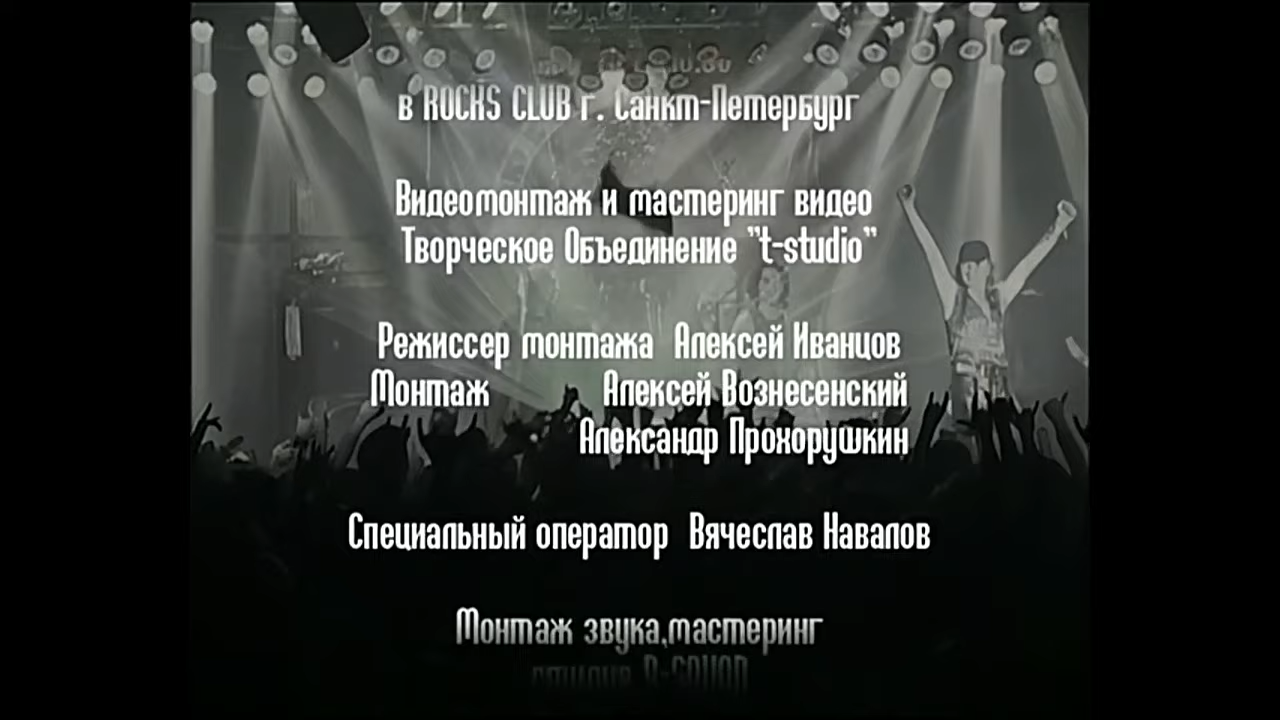 в ROCKS CLUB г. Санкт-Петербург
Видеомонтаж и мастеринг видео
Творческое Объединение "t-studio"
Режиссер монтажа Алексей Иванцов
Монтаж Алексей Вознесенский
Александр Прохорушкин
Специальный оператор Вячеслав Навалов
Монтаж звука,мастеринг